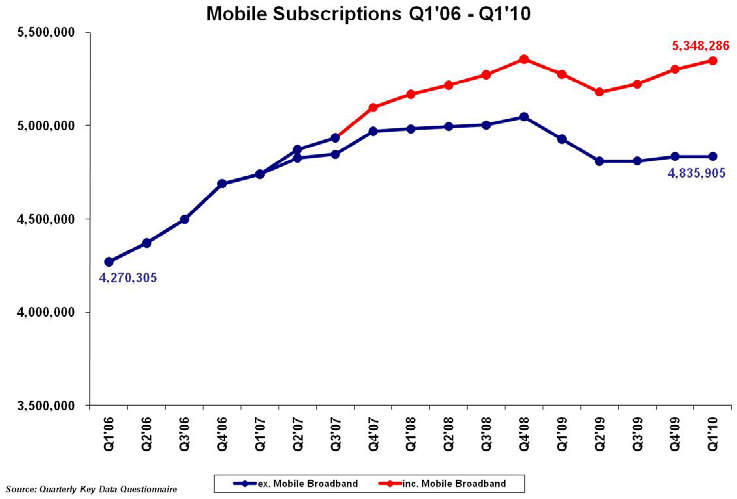 Mobile Subscriptions Q1'06 - Q1'10
5,500,000
5,348,286
5,000,000
4,835,905
4,500,000
4,270,305
4,000,000
3,500,000
Q1'06 Q2'06 Q3'06 Q4'06 Q1'07 Q2'07 Q3'07 Q4'07 Q1'08 Q2'08 Q3'08 Q4'08 Q1'09 Q2'09 Q3'09 Q4'09 Q1'10
Source: Quarterly Key Data Questionnaire
ex. Mobile Broadband inc. Mobile Broadband